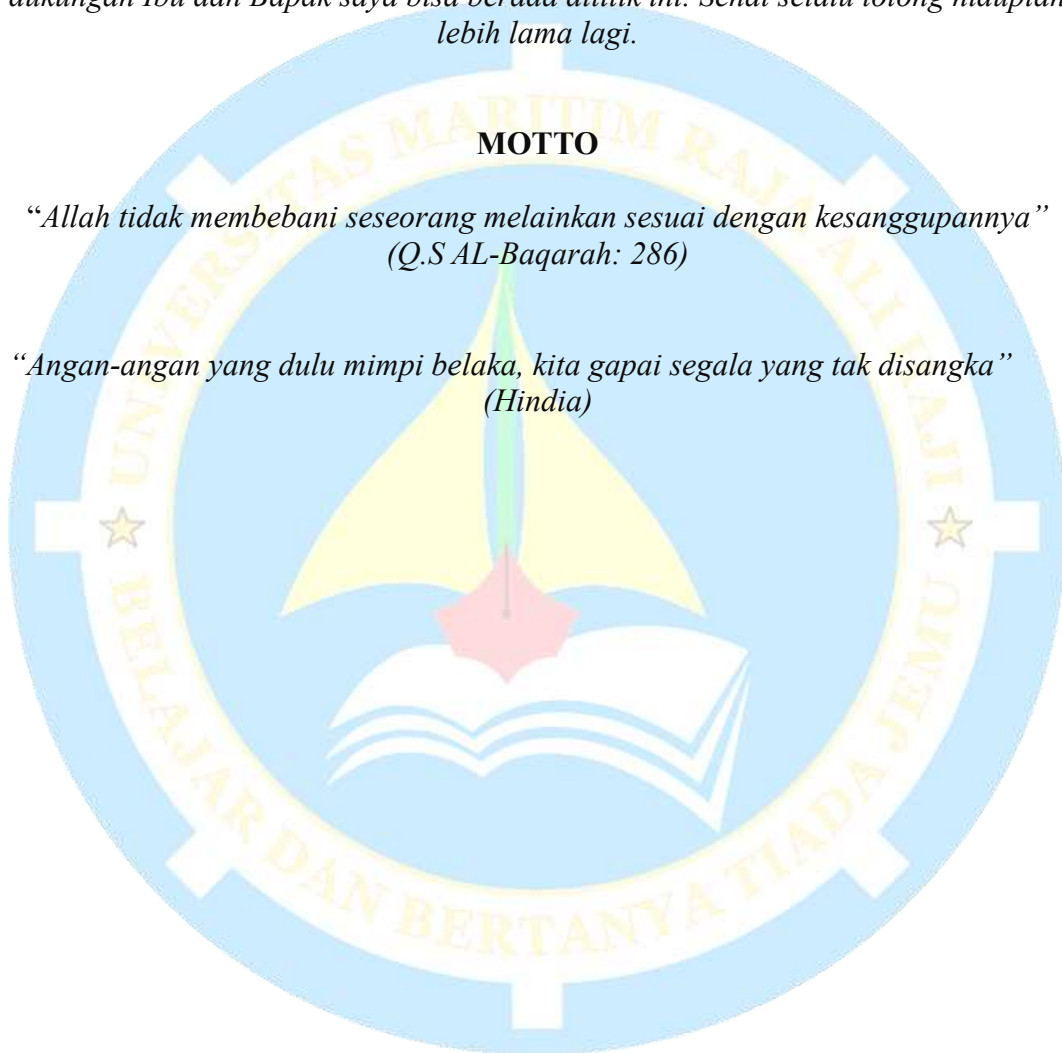 dukungan Ibu dan Bapak saya bisa berada dititik ini. Sehat selalu tolong hiduplah
lebih lama lagi.
MOTTO
“Allah tidak membebani seseorang melainkan sesuai dengan kesanggupannya”
(Q.S AL-Baqarah: 286)
“Angan-angan yang dulu mimpi belaka, kita gapai segala yang tak disangka”
(Hindia)
UNIVERSITAS MARITIM RAJA ALI HAJI
BELAJAR DAN BERTANYA TIADA JEMU